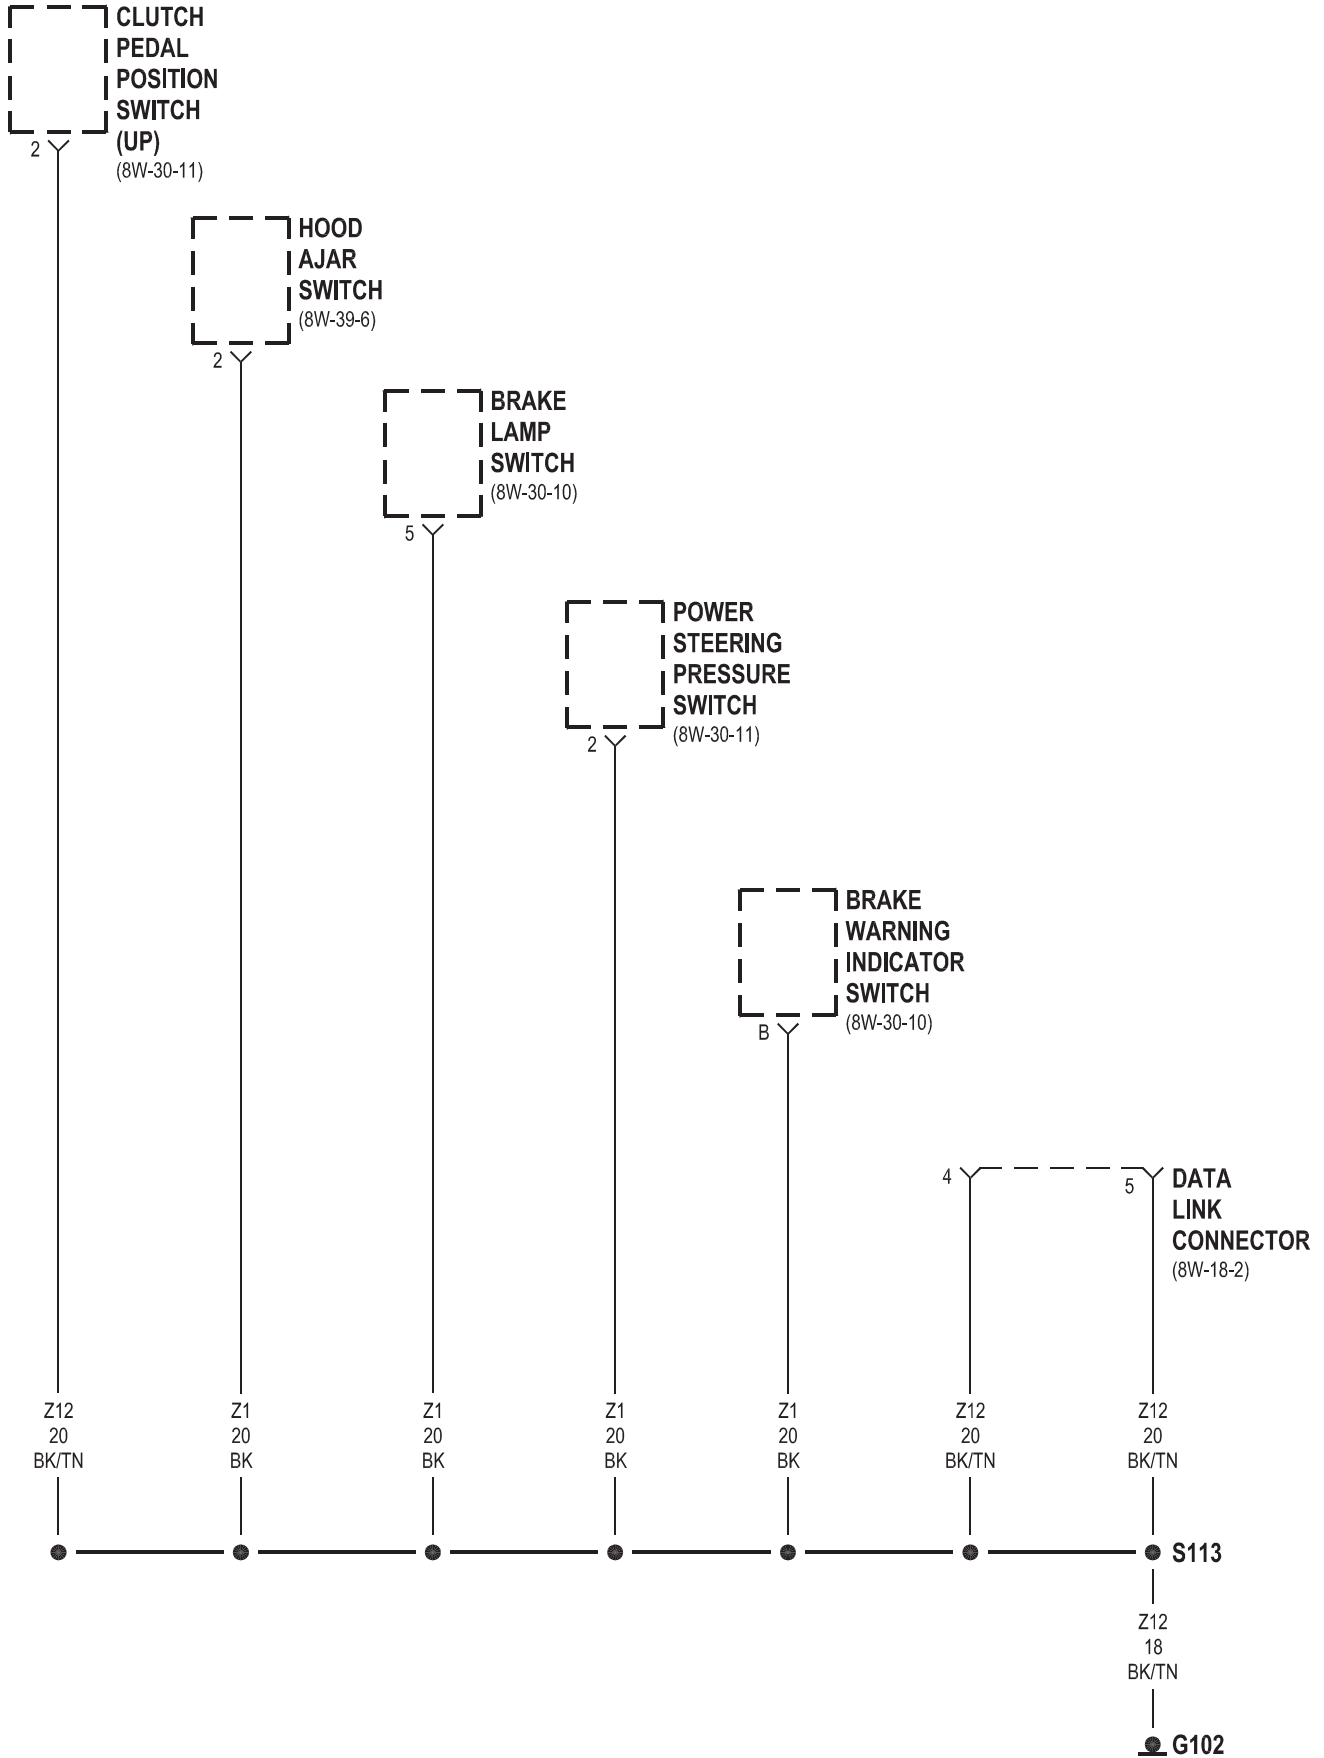 CLUTCH
PEDAL
POSITION
SWITCH
(UP)
(8W-30-11)
2
HOOD
AJAR
SWITCH
(8W-39-6)
2
BRAKE
LAMP
SWITCH
(8W-30-10)
5
POWER
STEERING
PRESSURE
SWITCH
(8W-30-11)
2
BRAKE
WARNING
INDICATOR
SWITCH
(8W-30-10)
B
4
5
DATA
LINK
CONNECTOR
(8W-18-2)
Z12
20
BK/TN
Z1
20
BK
Z1
20
BK
Z1
20
BK
Z1
20
BK
Z12
20
BK/TN
Z12
20
BK/TN
S113
Z12
18
BK/TN
G102